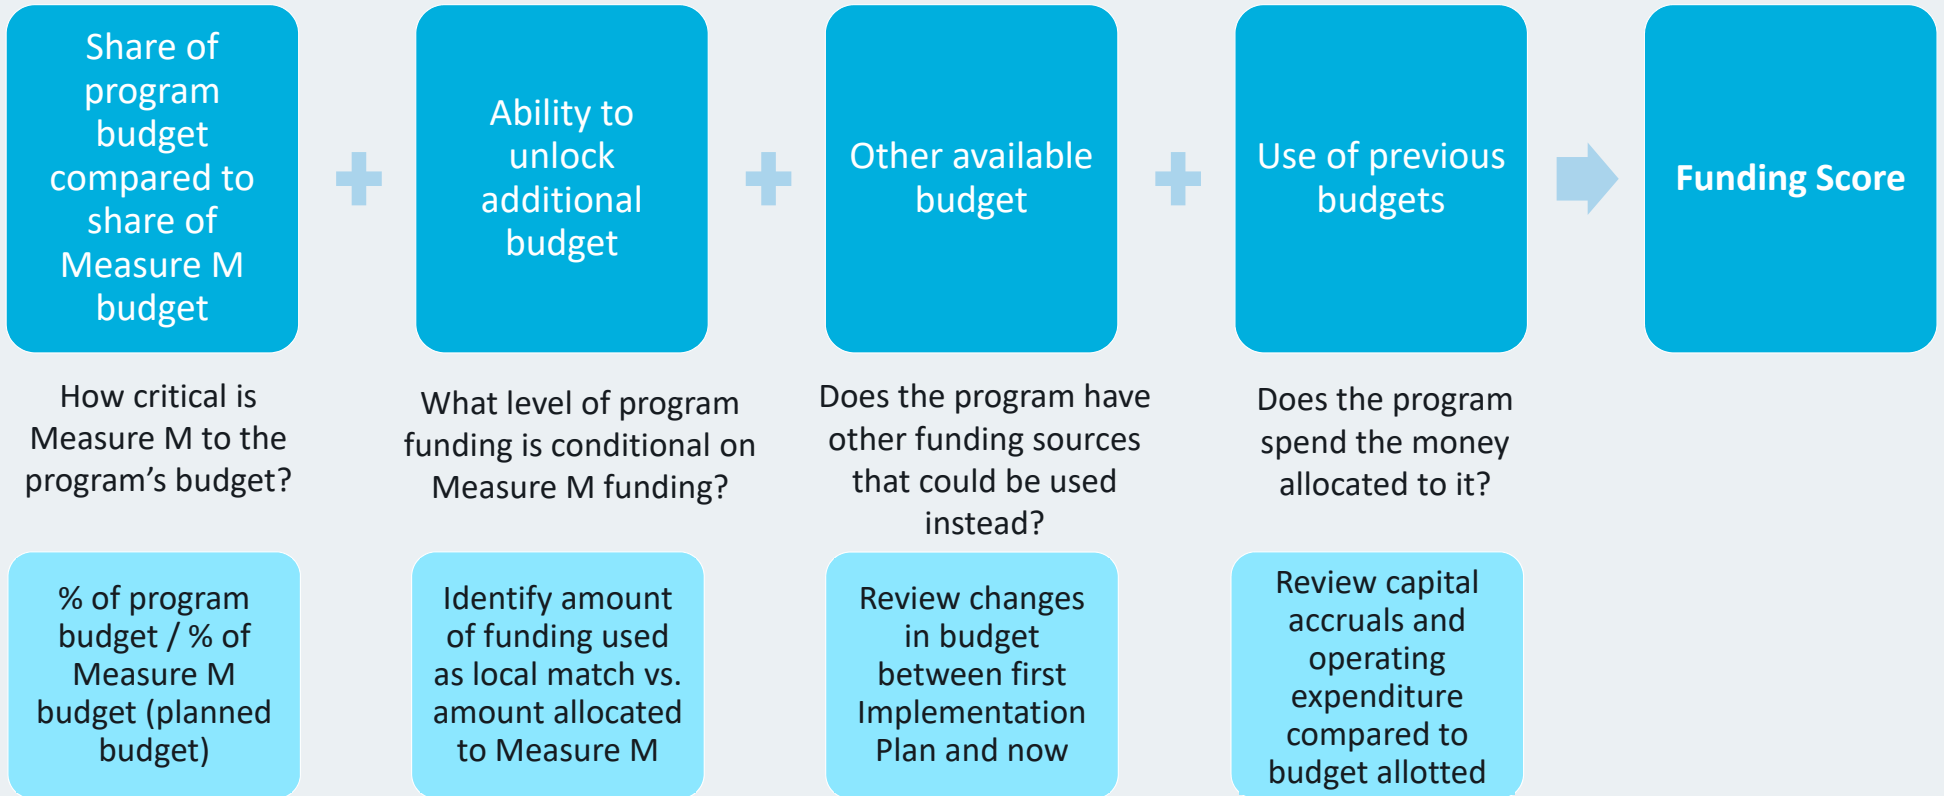 Share of
program
budget
compared to
share of
Measure M
budget
Ability to
unlock
additional
budget
Other available
budget
Use of previous
budgets
Funding Score
How critical is
Measure M to the
program’s budget?
What level of program
funding is conditional on
Measure M funding?
Does the program have
other funding sources
that could be used
instead?
Does the program
spend the money
allocated to it?
% of program
budget / % of
Measure M
budget (planned
budget)
Identify amount
of funding used
as local match vs.
amount allocated
to Measure M
Review changes
in budget
between first
Implementation
Plan and now
Review capital
accruals and
operating
expenditure
compared to
budget allotted